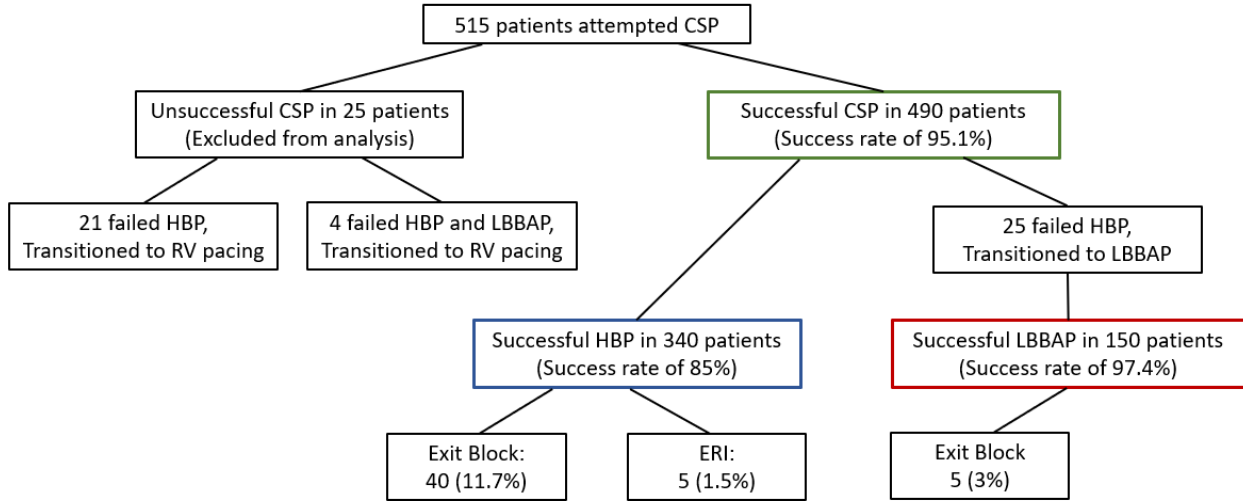 515 patients attempted CSP
Unsuccessful CSP in 25 patients
(Excluded from analysis)
Successful CSP in 490 patients
(Success rate of 95.1%)
21 failed HBP,
Transitioned to RV pacing
4 failed HBP and LBBAP,
Transitioned to RV pacing
25 failed HBP,
Transitioned to LBBAP
Successful HBP in 340 patients
(Success rate of 85%)
Successful LBBAP in 150 patients
(Success rate of 97.4%)
Exit Block:
40 (11.7%)
ERI:
5 (1.5%)
Exit Block
5 (3%)